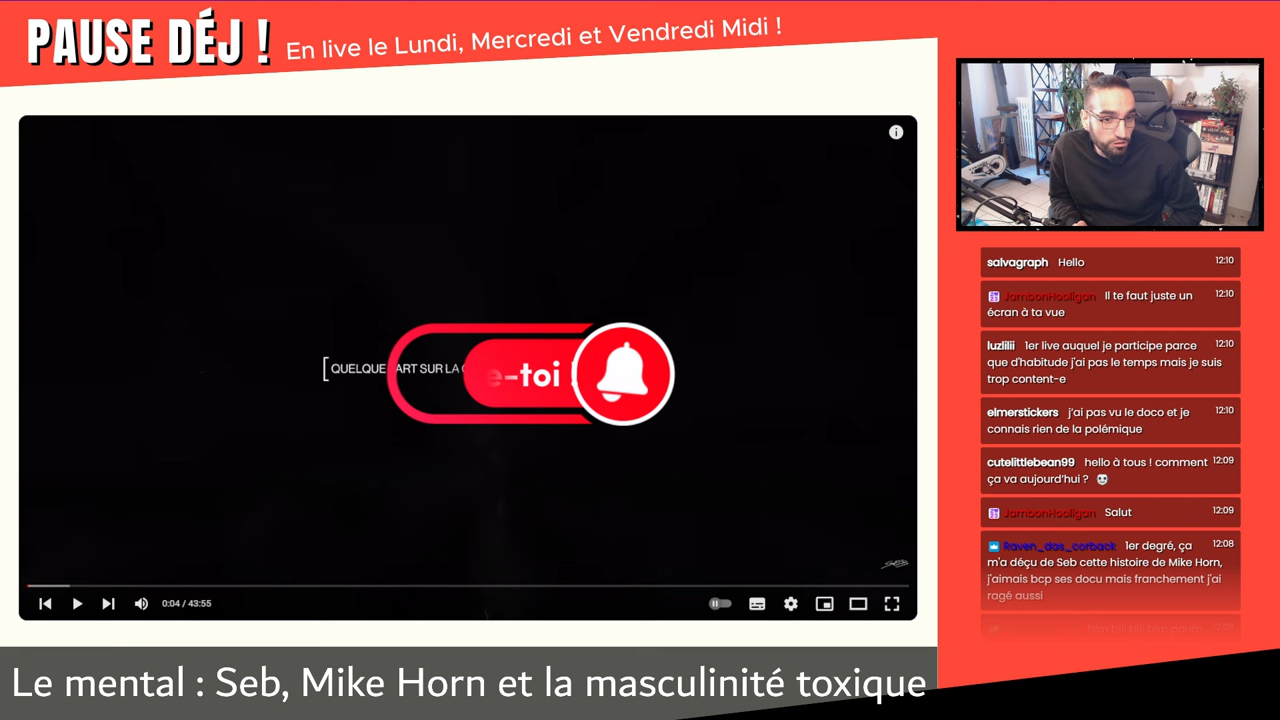 PAUSE DÉJ !
En live le Lundi, Mercredi et Vendredi Midi !
[QUELQUE ART SUR LA
e-toi
0:04 / 43:55
salvagraph Hello 12:10
JambonHooligan Il te faut juste un 12:10
écran à ta vue
luzlilii 1er live auquel je participe parce 12:10
que d'habitude j'ai pas le temps mais je suis
trop content-e
elmerstickers j'ai pas vu le doco et je 12:10
connais rien de la polémique
cutelittlebean99 hello à tous ! comment 12:09
ça va aujourd'hui ?
JambonHooligan Salut 12:09
Raven_das_corback 1er degré, ça 12:08
m'a déçu de Seb cette histoire de Mike Horn,
j'aimais bcp ses docu mais franchement j'ai
ragé aussi
Le mental : Seb, Mike Horn et la masculinité toxique